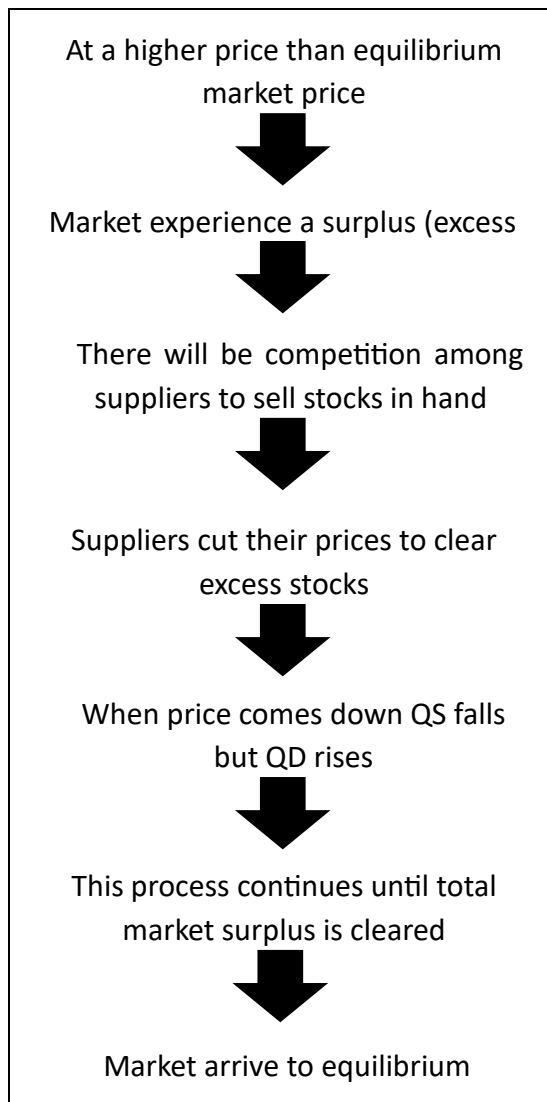 At a higher price than equilibrium
market price
Market experience a surplus (excess
There will be competition among
suppliers to sell stocks in hand
Suppliers cut their prices to clear
excess stocks
When price comes down QS falls
but QD rises
This process continues until total
market surplus is cleared
Market arrive to equilibrium